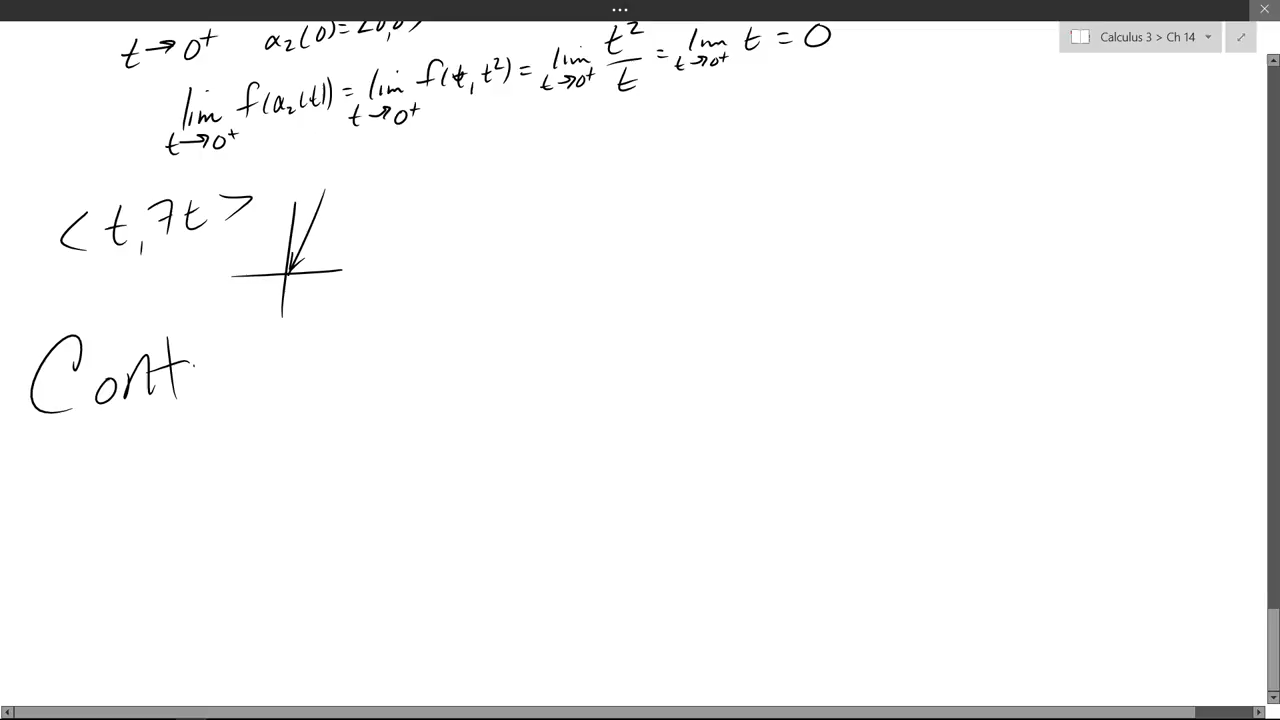 ...
Calculus 3 > Ch 14
t → 0⁺ α₂(0) = <0,0>
lim t→0⁺ f(α₂(t)) = lim t→0⁺ f(t, t²) = lim t→0⁺ t²/t = lim t→0⁺ t = 0
<t, 7t>
Cont